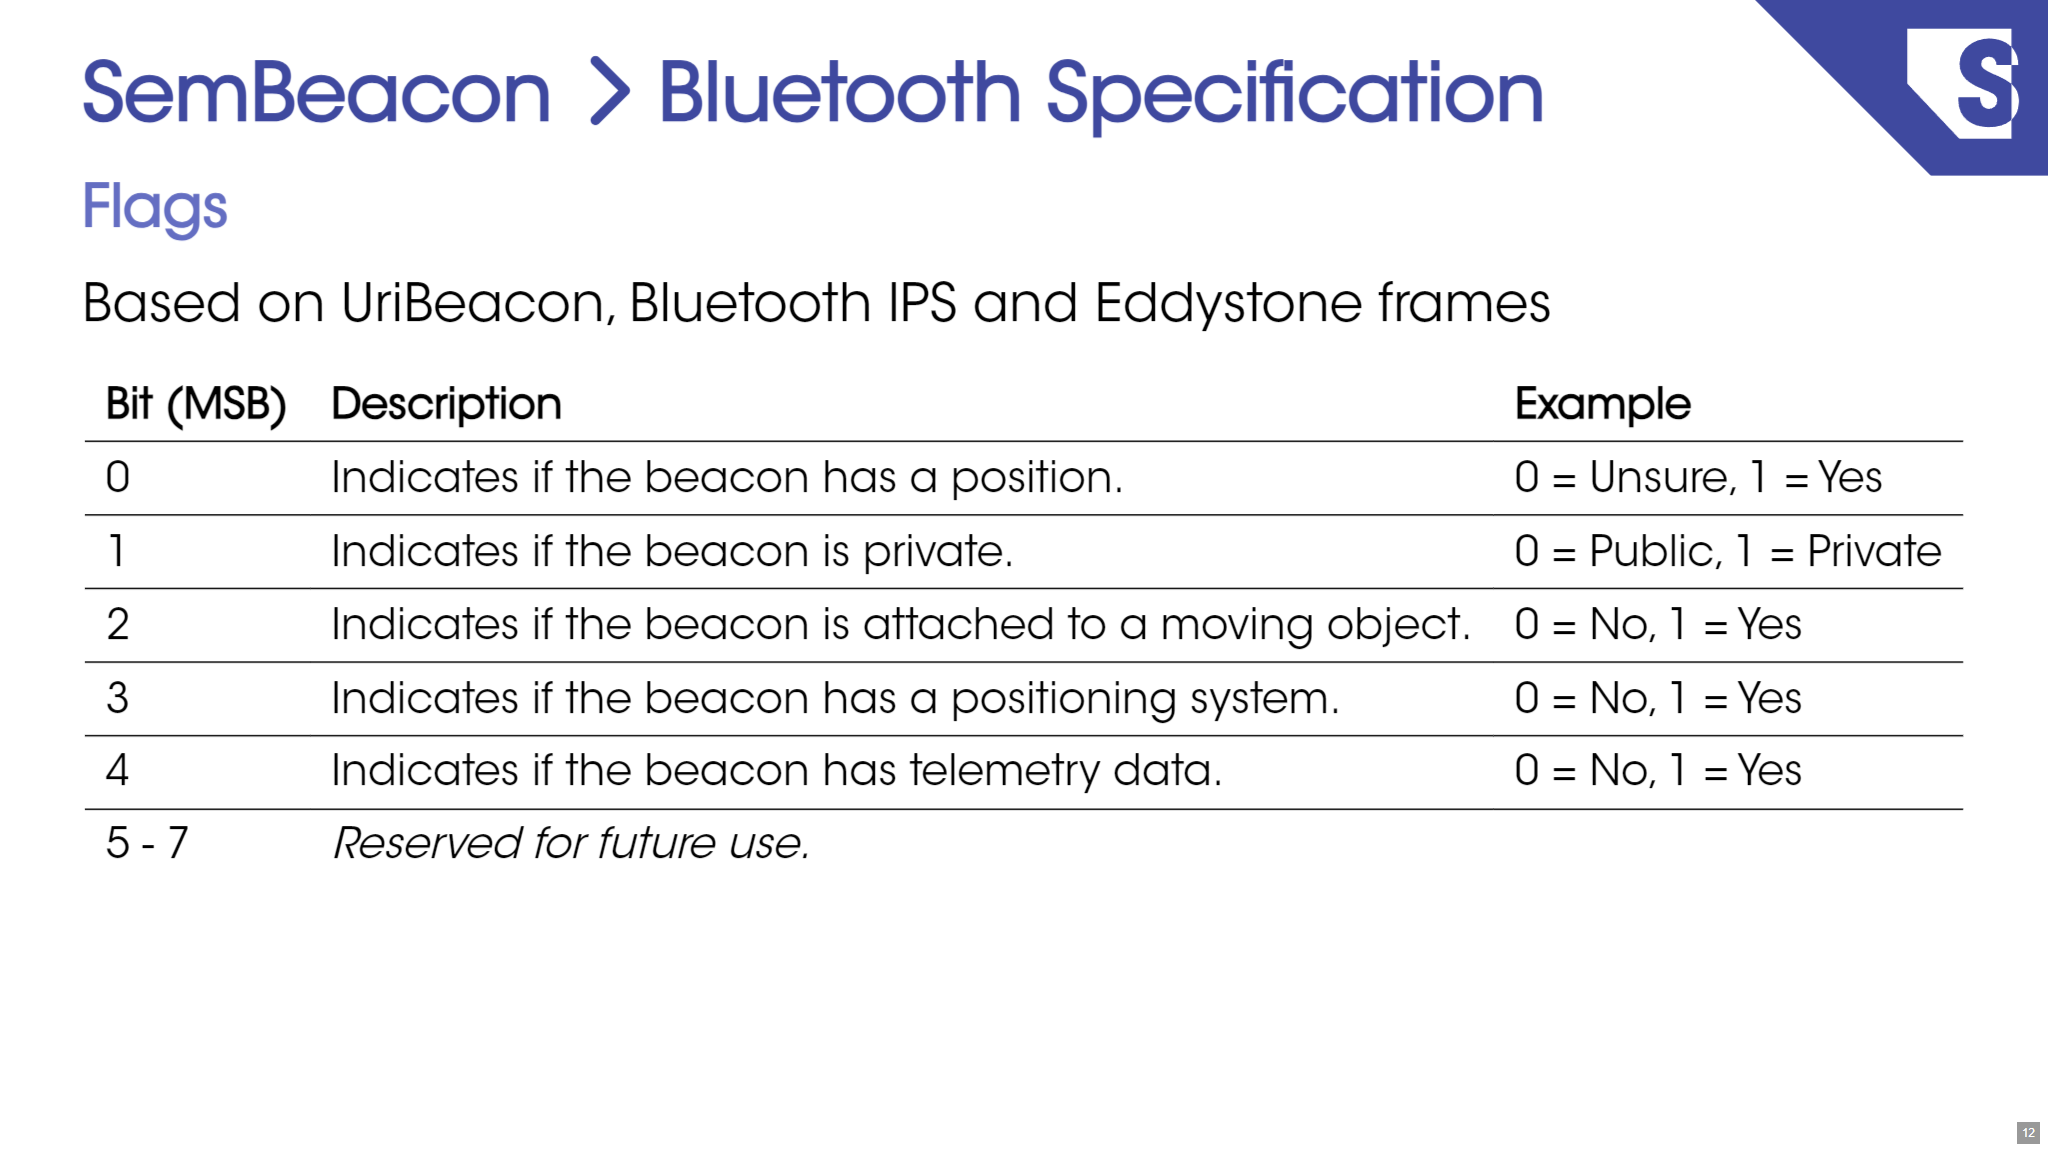 SemBeacon > Bluetooth Specification
S
Flags
Based on UriBeacon, Bluetooth IPS and Eddystone frames
Bit (MSB) Description Example
0 Indicates if the beacon has a position. 0 = Unsure, 1 = Yes
1 Indicates if the beacon is private. 0 = Public, 1 = Private
2 Indicates if the beacon is attached to a moving object. 0 = No, 1 = Yes
3 Indicates if the beacon has a positioning system. 0 = No, 1 = Yes
4 Indicates if the beacon has telemetry data. 0 = No, 1 = Yes
5 - 7 Reserved for future use.
12